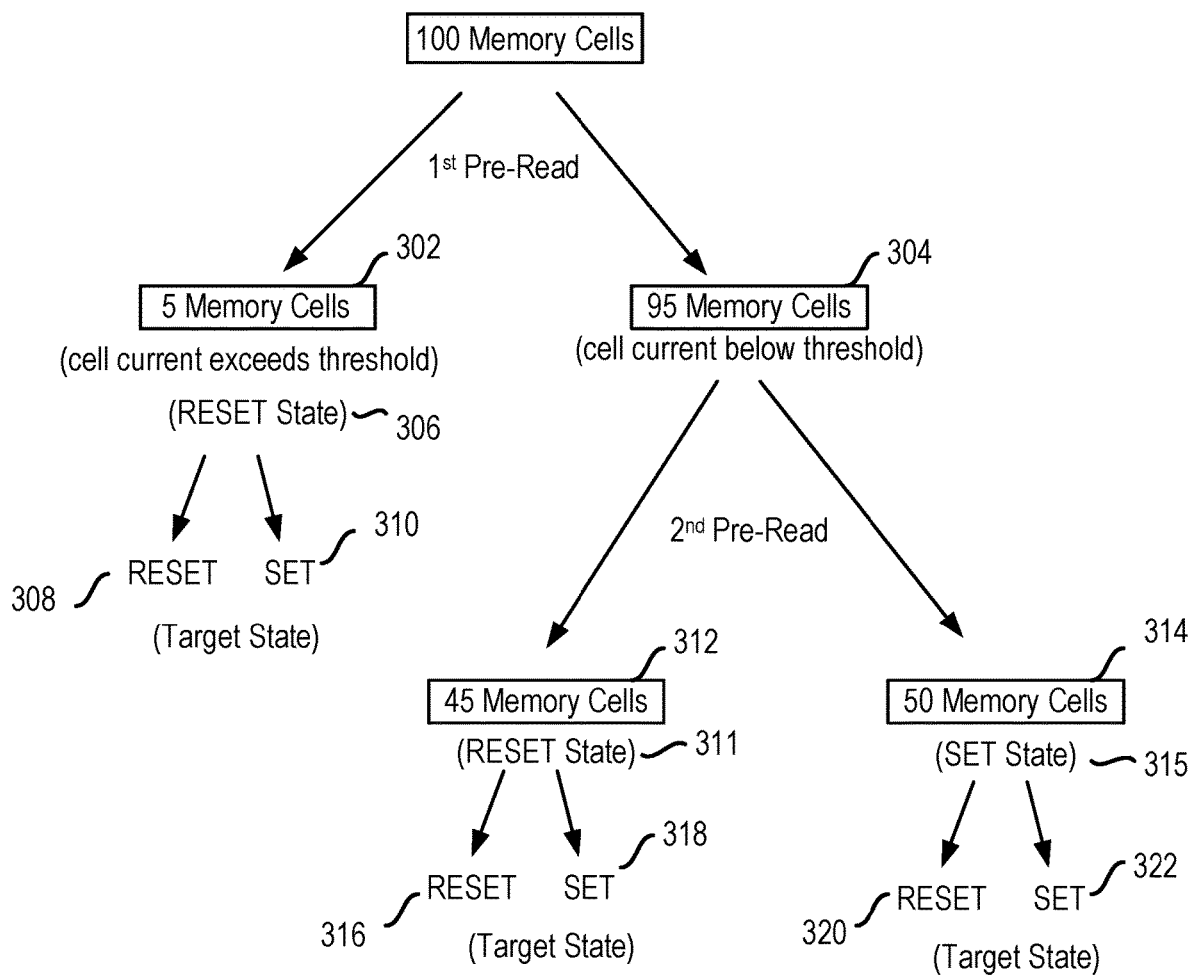 100 Memory Cells
1st Pre-Read
302
304
5 Memory Cells
95 Memory Cells
(cell current exceeds threshold)
(cell current below threshold)
(RESET State)
306
2nd Pre-Read
310
RESET
SET
308
(Target State)
312
314
45 Memory Cells
50 Memory Cells
(RESET State)
311
(SET State)
315
318
322
RESET
SET
RESET
SET
316
320
(Target State)
(Target State)